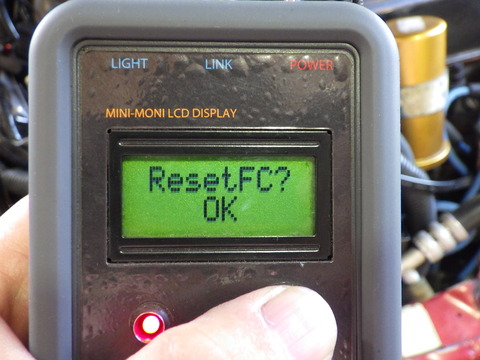 LIGHT LINK POWER
MINI-MONI LCD DISPLAY
ResetFC?
OK